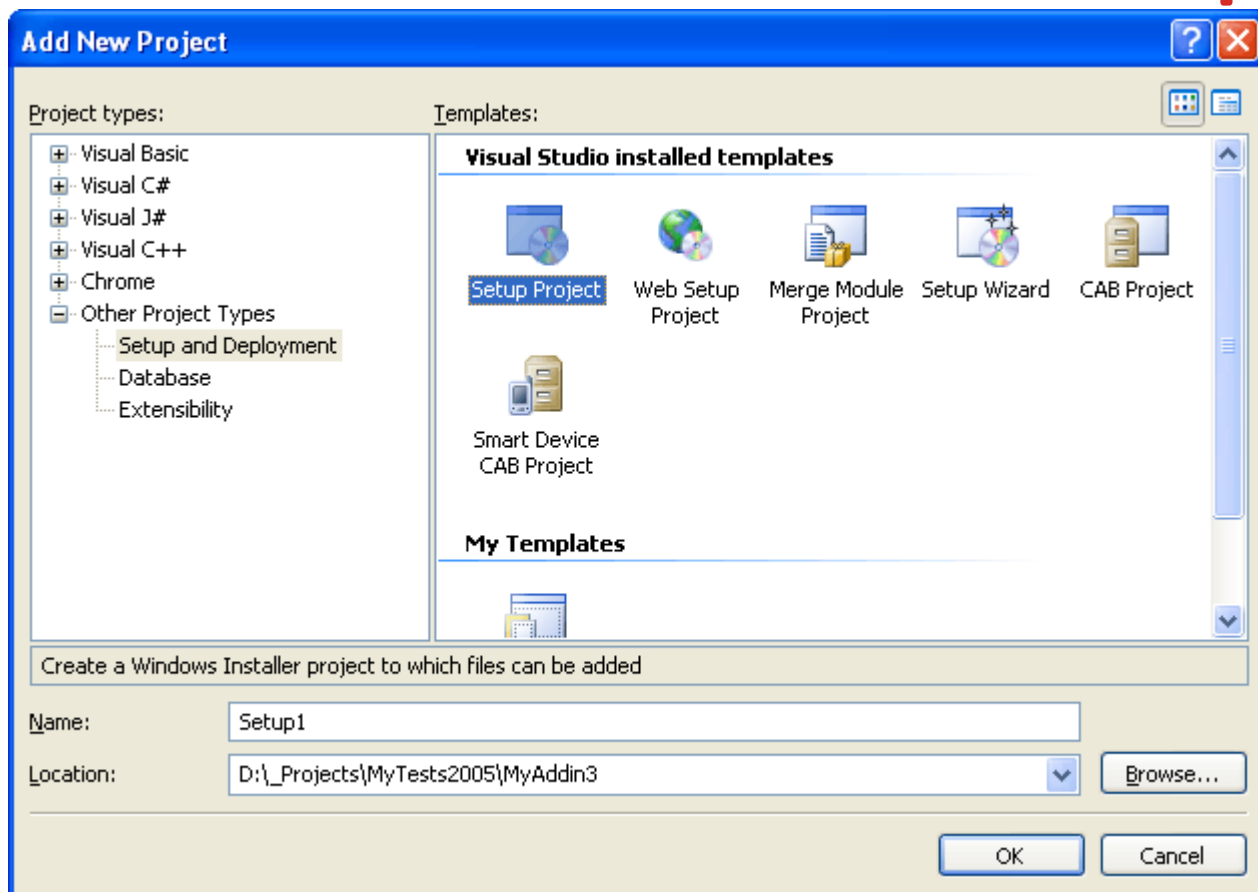 Add New Project
Project types:
Templates:
Visual Basic
Visual C#
Visual J#
Visual C++
Chrome
Other Project Types
Setup and Deployment
Database
Extensibility
Visual Studio installed templates
Setup Project
Web Setup
Project
Merge Module
Project
Setup Wizard
CAB Project
Smart Device
CAB Project
My Templates
Create a Windows Installer project to which files can be added
Name:
Setup1
Location:
D:\_Projects\MyTests2005\MyAddin3
Browse...
OK
Cancel